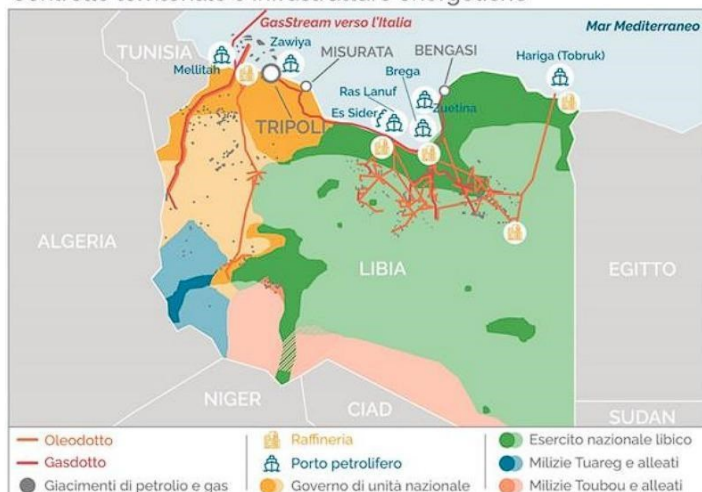 GasStream verso l'Italia
Mar Mediterraneo
TUNISIA
Zawiya
MISURATA
BENGASI
Hariga (Tobruk)
Mellitah
Brega
Ras Lanuf
Zuetina
Es Sider
TRIPOLI
ALGERIA
LIBIA
EGITTO
NIGER
CIAD
SUDAN
Oleodotto
Raffineria
Esercito nazionale libico
Gasdotto
Porto petrolifero
Milizie Tuareg e alleati
Giacimenti di petrolio e gas
Governo di unità nazionale
Milizie Toubou e alleati